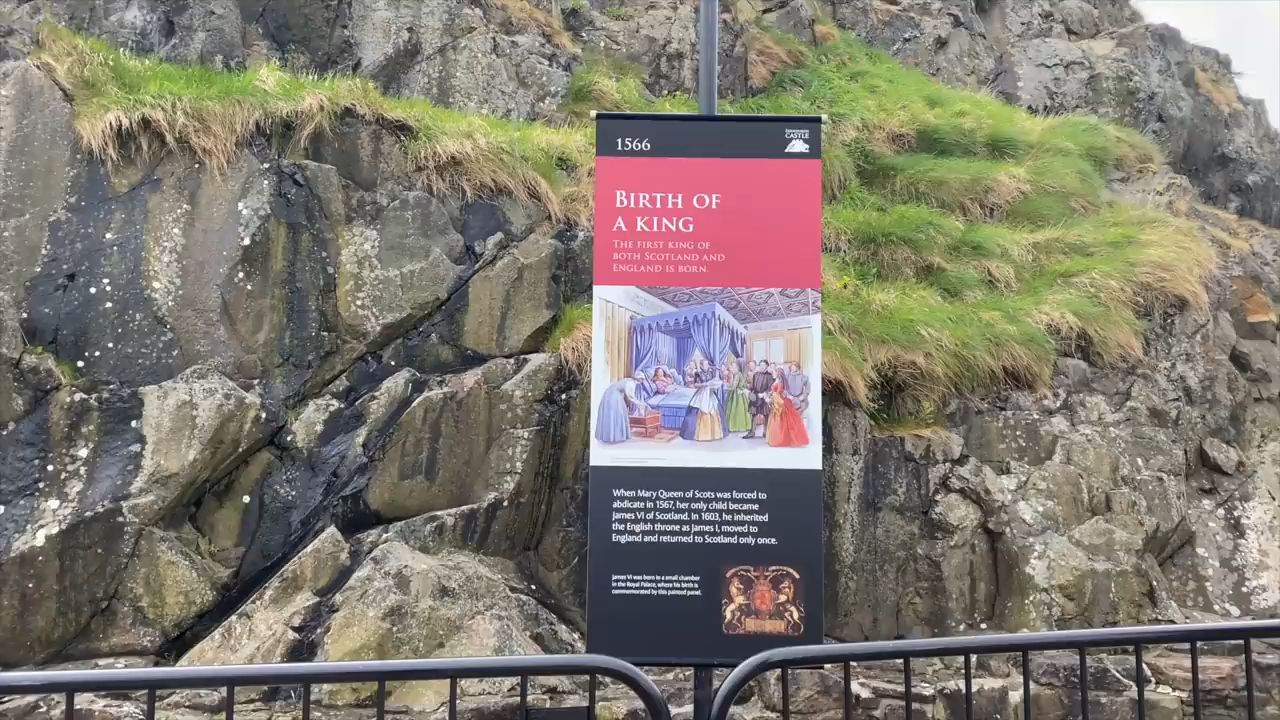 1566
EDINBURGH
CASTLE
BIRTH OF
A KING
THE FIRST KING OF
BOTH SCOTLAND AND
ENGLAND IS BORN.
When Mary Queen of Scots was forced to
abdicate in 1567, her only child became
James VI of Scotland. In 1603, he inherited
the English throne as James I, moved to
England and returned to Scotland only once.
James VI was born in a small chamber
in the Royal Palace, where his birth is
commemorated by this painted panel.